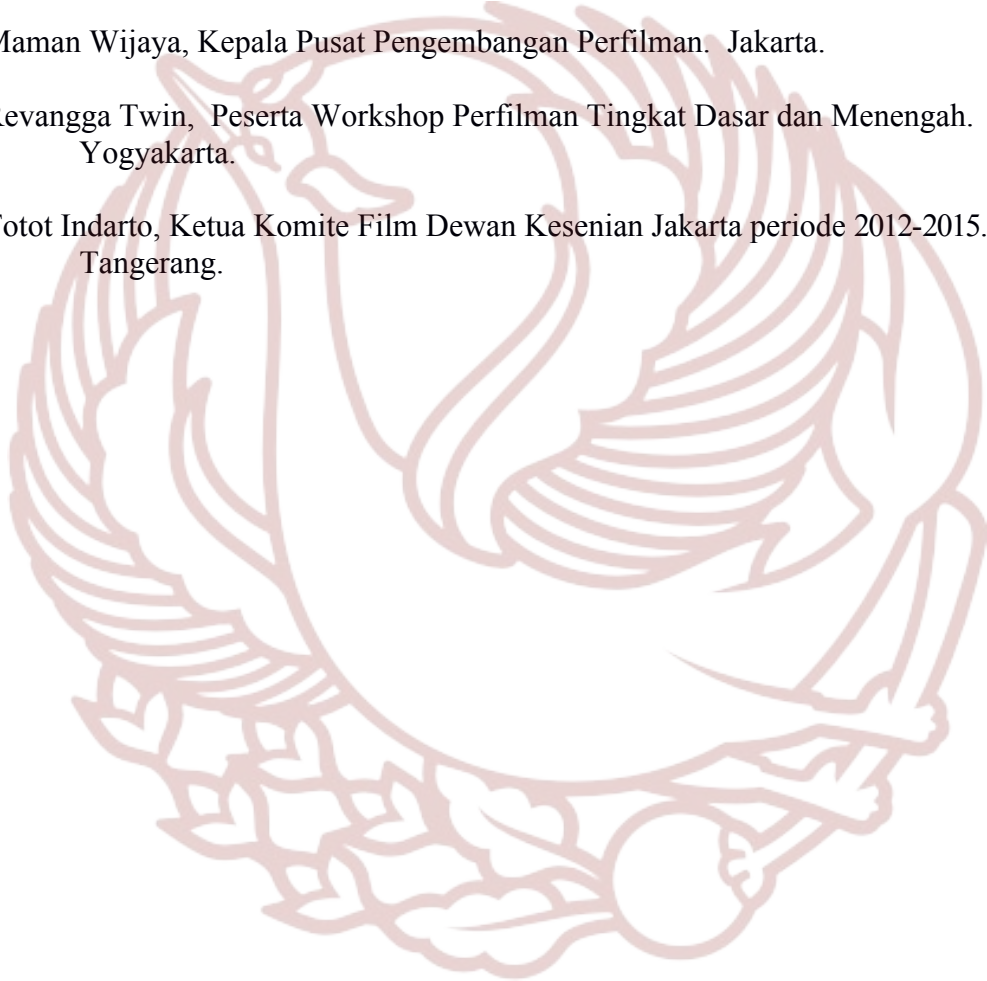 Maman Wijaya, Kepala Pusat Pengembangan Perfilman. Jakarta.
Revangga Twin, Peserta Workshop Perfilman Tingkat Dasar dan Menengah.
Yogyakarta.
Totot Indarto, Ketua Komite Film Dewan Kesenian Jakarta periode 2012-2015.
Tangerang.